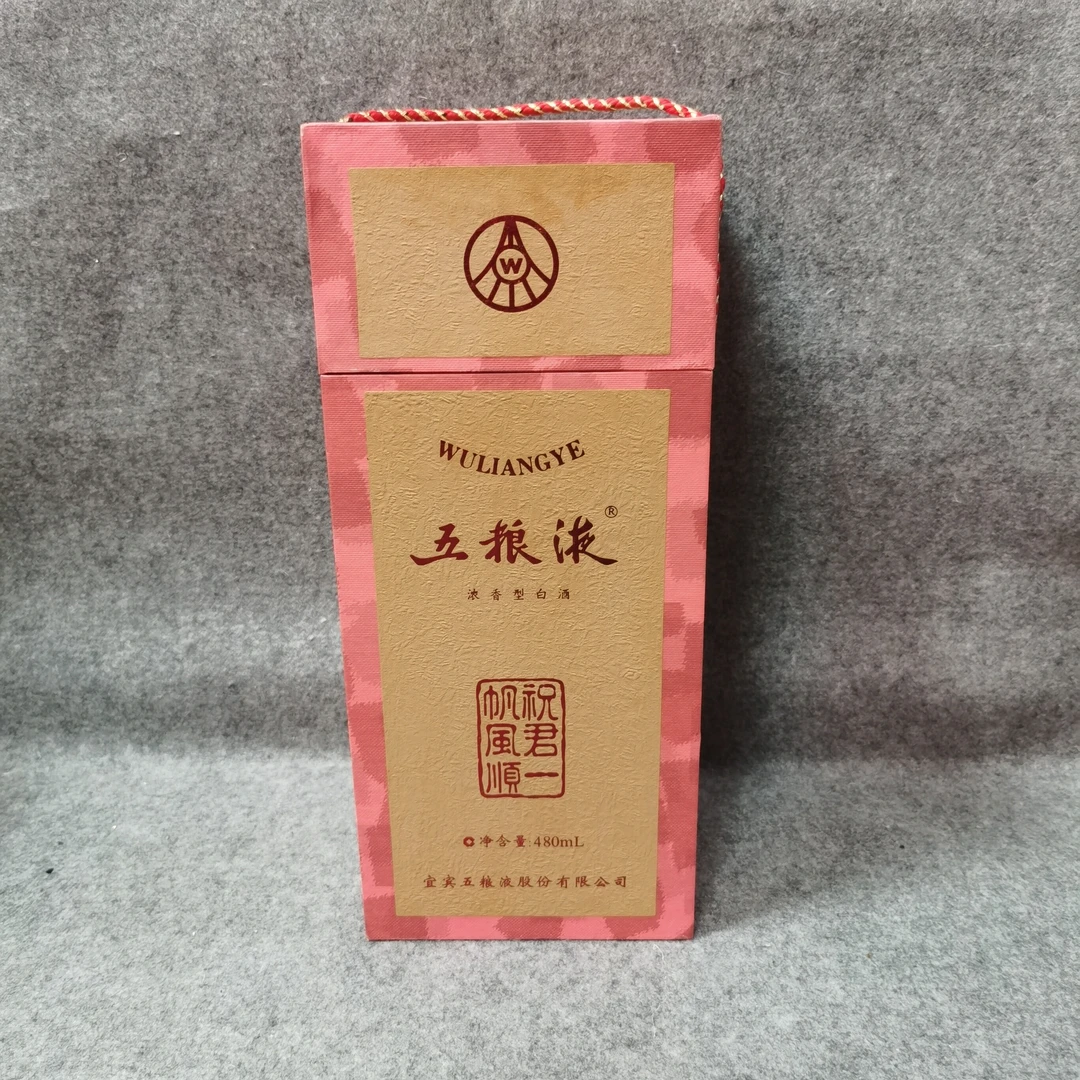 W
WULIANGYE
五粮液®
浓香型白酒
祝君一
帆風順
净含量:480mL
宜宾五粮液股份有限公司